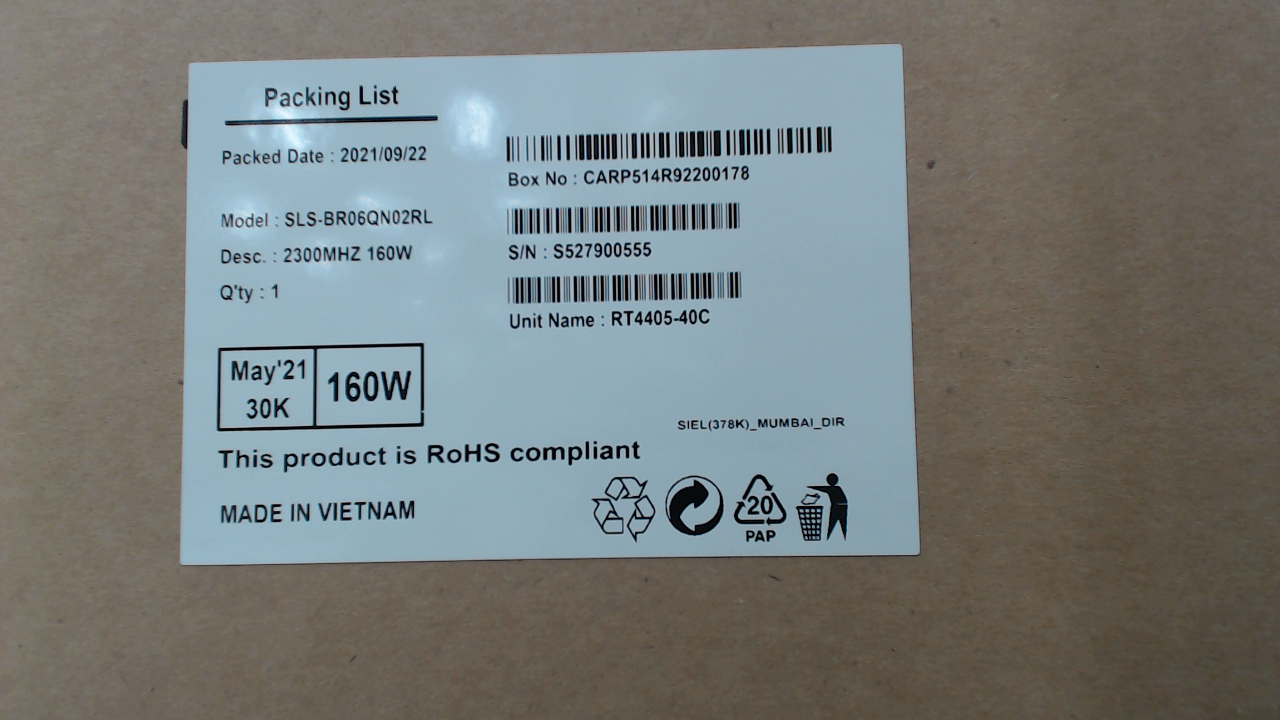 Packing List
Packed Date : 2021/09/22
Box No : CARP514R92200178
Model : SLS-BR06QN02RL
S/N : S527900555
Desc. : 2300MHZ 160W
Q'ty : 1
Unit Name : RT4405-40C
May'21
30K
160W
SIEL(378K)_MUMBAI_DIR
This product is RoHS compliant
MADE IN VIETNAM
20
PAP